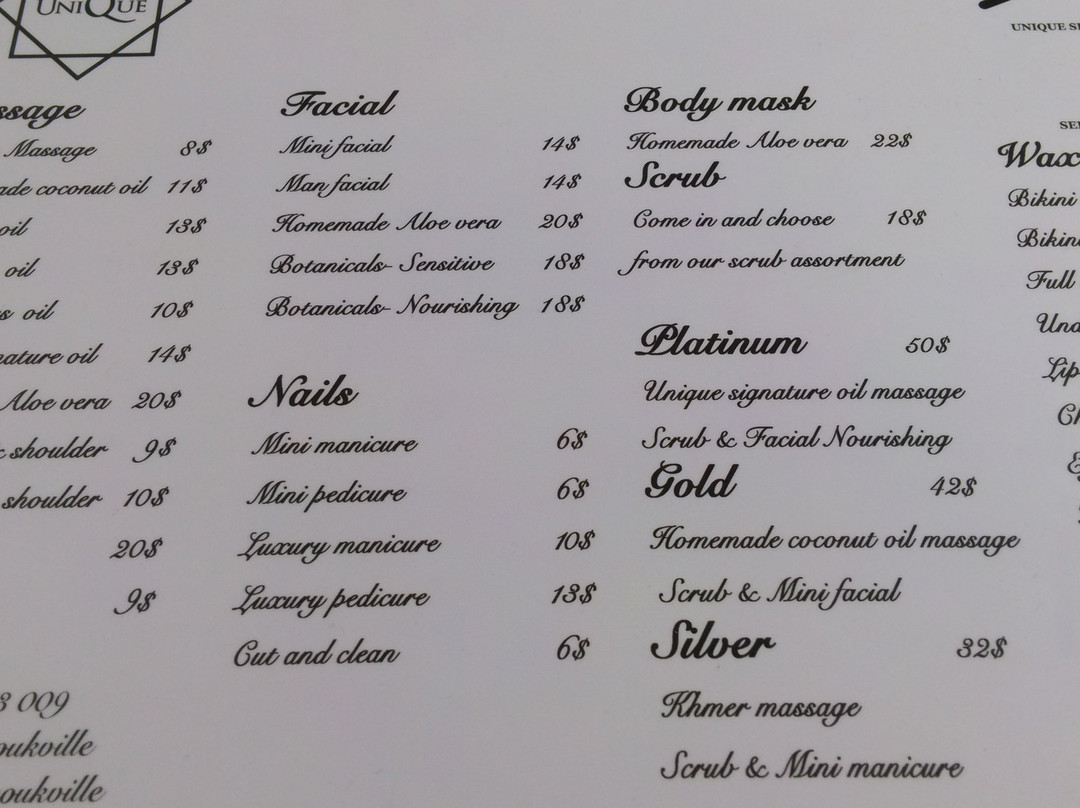 UNIQUE
ssage
Massage 8$
ade coconut oil 11$
oil 13$
oil 13$
s oil 10$
nature oil 14$
Aloe vera 20$
& shoulder 9$
shoulder 10$
20$
9$
3 009
oukville
oukville
Facial
Mini facial 14$
Man facial 14$
Homemade Aloe vera 20$
Botanicals- Sensitive 18$
Botanicals- Nourishing 18$
Nails
Mini manicure 6$
Mini pedicure 6$
Luxury manicure 10$
Luxury pedicure 13$
Cut and clean 6$
Body mask
Homemade Aloe vera 22$
Scrub
Come in and choose 18$
from our scrub assortment
Platinum 50$
Unique signature oil massage
Scrub & Facial Nourishing
Gold 42$
Homemade coconut oil massage
Scrub & Mini facial
Silver 32$
Khmer massage
Scrub & Mini manicure
UNIQUE
Wax
Bikini
Bikini
Full
Und
Lip
Ch